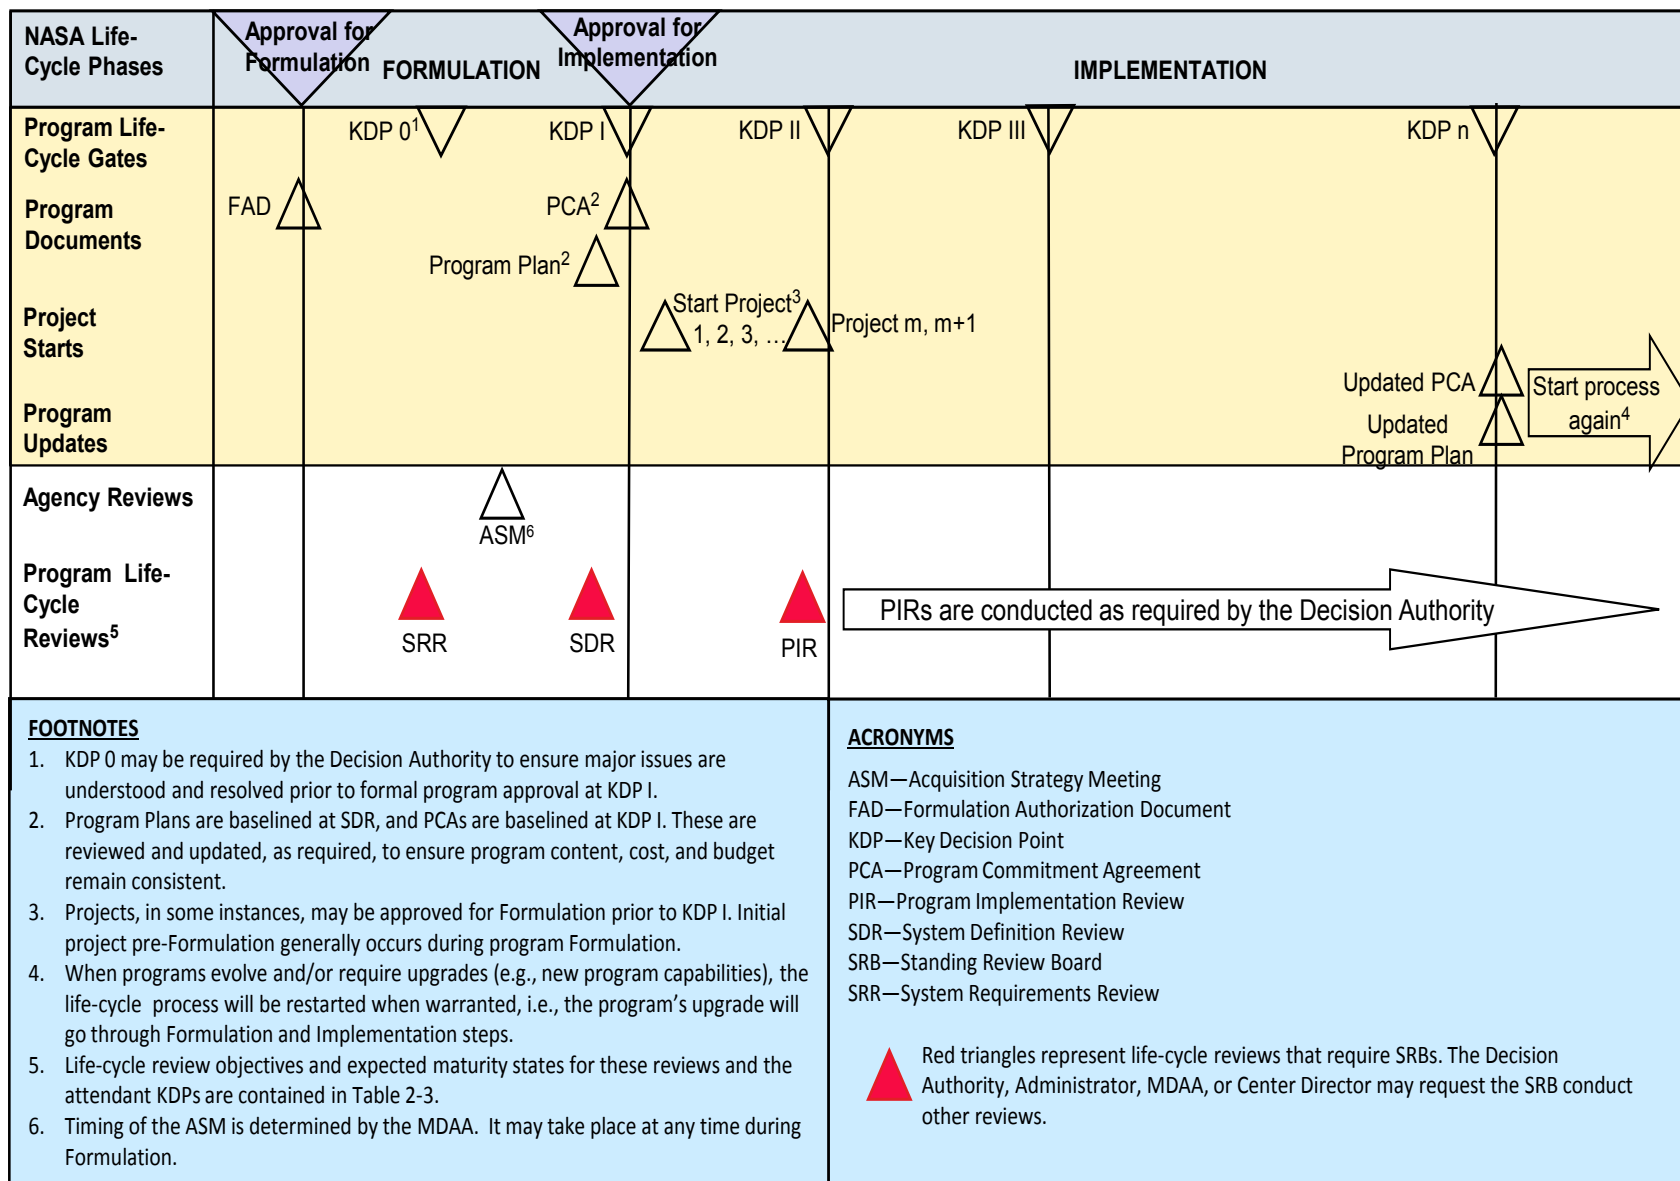 NASA Life-
Cycle Phases
Approval for
Formulation
FORMULATION
Approval for
Implementation
IMPLEMENTATION
Program Life-
Cycle Gates
KDP 0¹
KDP I
KDP II
KDP III
KDP n
Program
Documents
FAD
PCA²
Program Plan²
Project
Starts
Start Project³
1, 2, 3, …
Project m, m+1
Program
Updates
Updated PCA
Updated
Program Plan
Start process
again⁴
Agency Reviews
ASM⁶
Program Life-
Cycle
Reviews⁵
SRR
SDR
PIR
PIRs are conducted as required by the Decision Authority
FOOTNOTES
1. KDP 0 may be required by the Decision Authority to ensure major issues are
understood and resolved prior to formal program approval at KDP I.
2. Program Plans are baselined at SDR, and PCAs are baselined at KDP I. These are
reviewed and updated, as required, to ensure program content, cost, and budget
remain consistent.
3. Projects, in some instances, may be approved for Formulation prior to KDP I. Initial
project pre-Formulation generally occurs during program Formulation.
4. When programs evolve and/or require upgrades (e.g., new program capabilities), the
life-cycle process will be restarted when warranted, i.e., the program's upgrade will
go through Formulation and Implementation steps.
5. Life-cycle review objectives and expected maturity states for these reviews and the
attendant KDPs are contained in Table 2-3.
6. Timing of the ASM is determined by the MDAA. It may take place at any time during
Formulation.
ACRONYMS
ASM—Acquisition Strategy Meeting
FAD—Formulation Authorization Document
KDP—Key Decision Point
PCA—Program Commitment Agreement
PIR—Program Implementation Review
SDR—System Definition Review
SRB—Standing Review Board
SRR—System Requirements Review
Red triangles represent life-cycle reviews that require SRBs. The Decision
Authority, Administrator, MDAA, or Center Director may request the SRB conduct
other reviews.